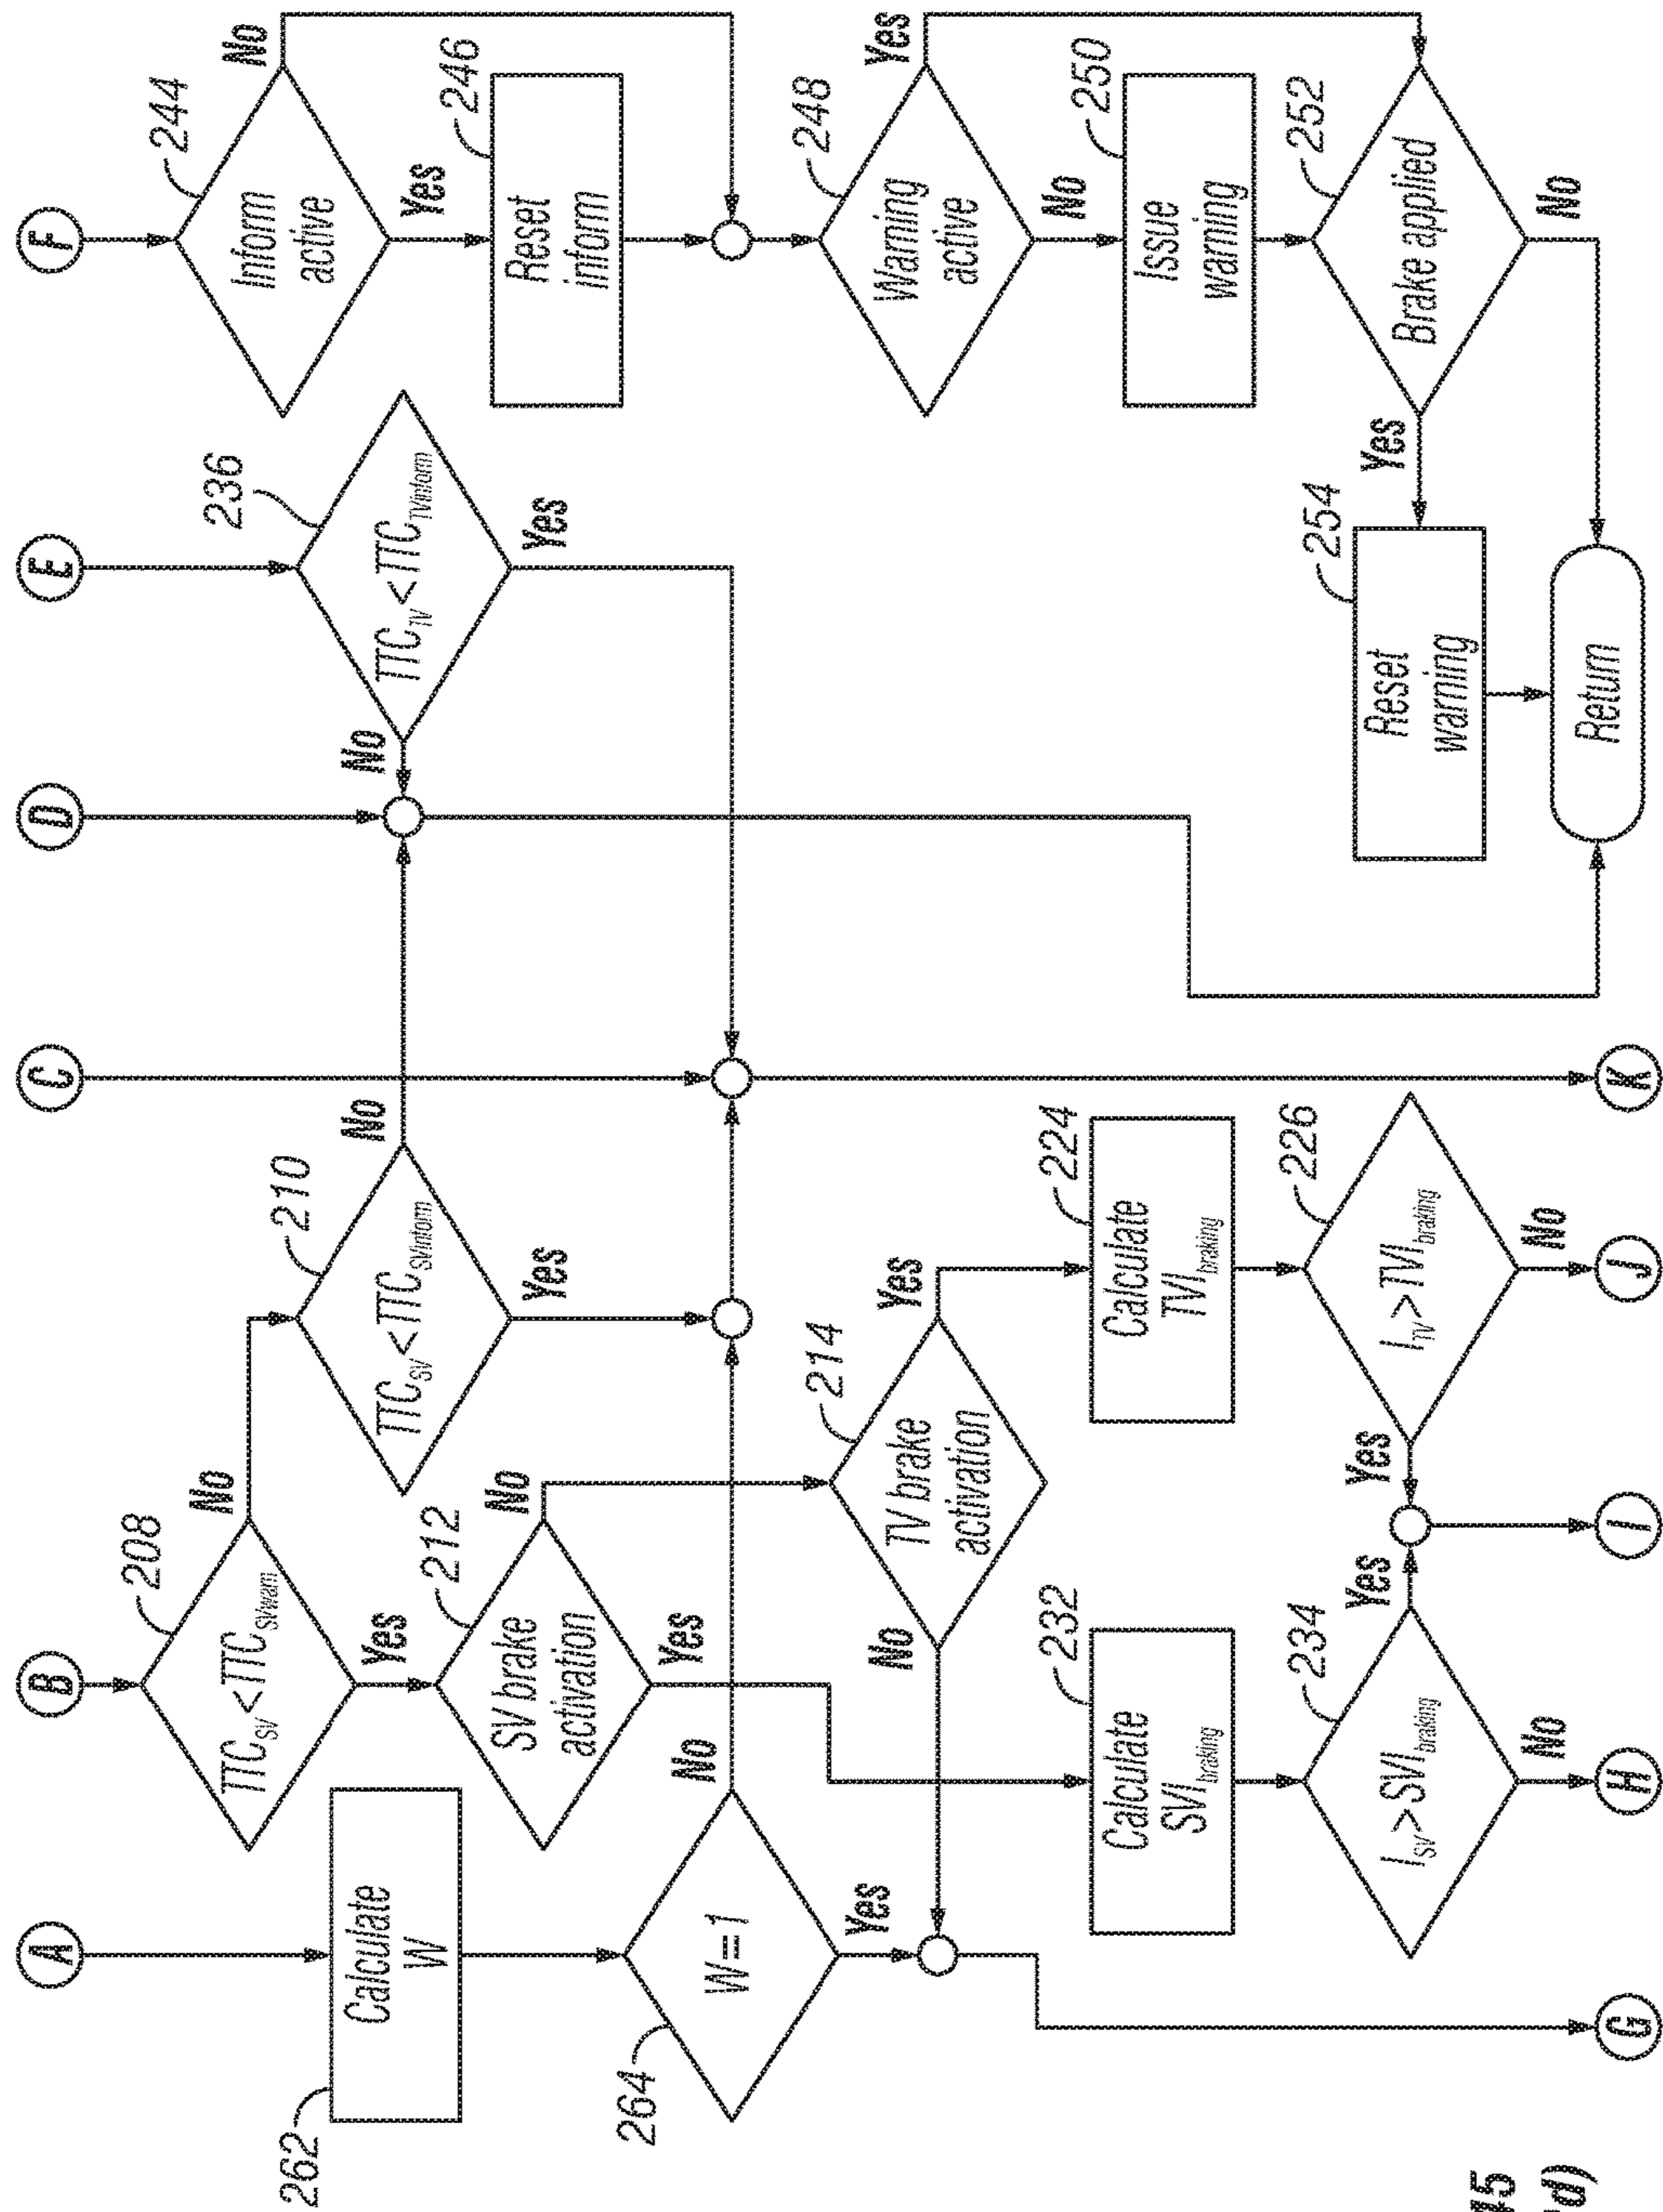 A
B
C
D
E
F
262
Calculate
W
264
W=1
No
Yes
208
TTC_SV<TTC_SVwarn
No
Yes
212
SV brake
activation
No
Yes
210
TTC_SV<TTC_SVinform
No
Yes
214
TV brake
activation
Yes
No
232
Calculate
SVI_braking
234
I_SV>SVI_braking
Yes
No
224
Calculate
TVI_braking
226
I_TV>TVI_braking
Yes
No
236
TTC_TV<TTC_TVinform
No
Yes
244
Inform
active
No
Yes
246
Reset
inform
248
Warning
active
Yes
No
250
Issue
warning
252
Brake applied
Yes
No
254
Reset
warning
Return
G
H
I
J
K
45